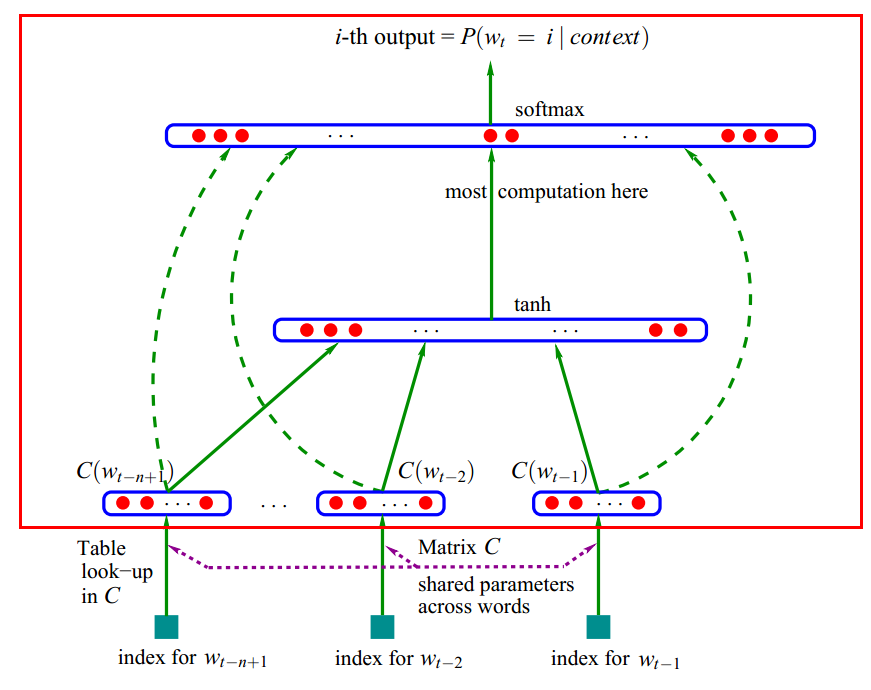 i-th output = P(w_t = i | context)
softmax
. . .
. . .
most computation here
tanh
. . .
. . .
C(w_{t−n+1})
C(w_{t−2})
C(w_{t−1})
. . .
. . .
. . .
. . .
Table
look−up
in C
Matrix C
shared parameters
across words
index for w_{t−n+1}
index for w_{t−2}
index for w_{t−1}